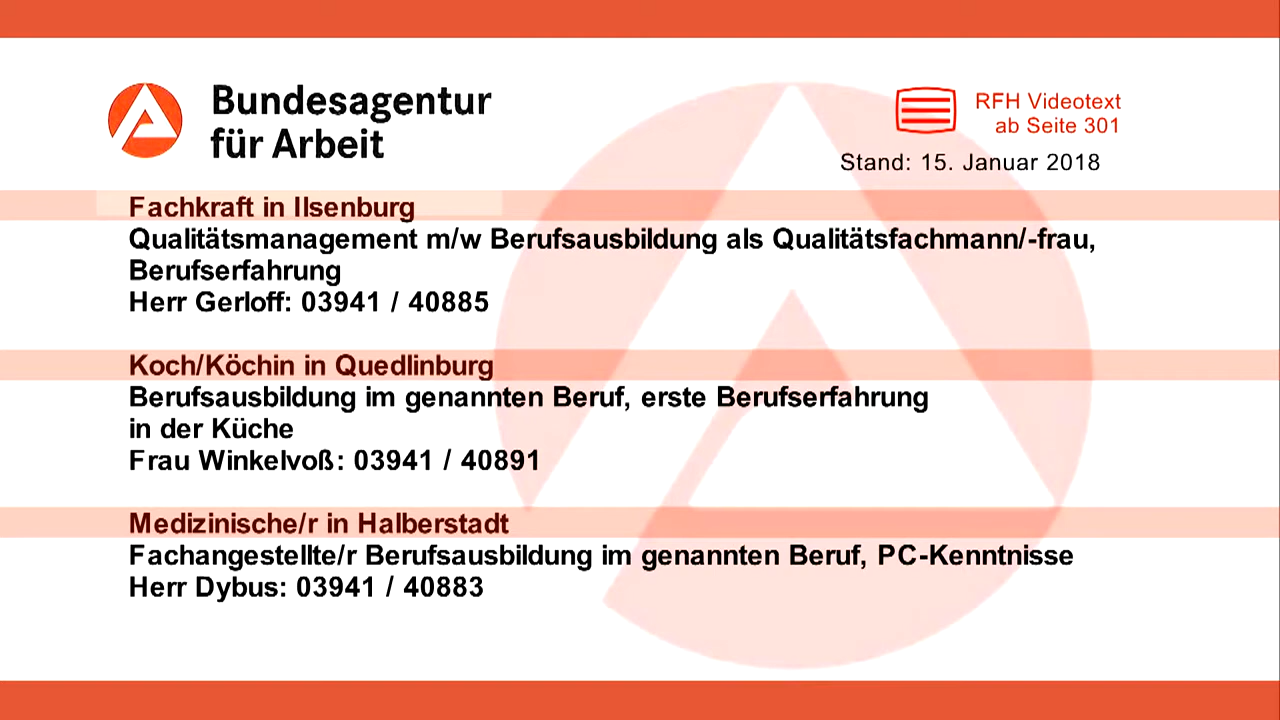 Bundesagentur
für Arbeit
RFH Videotext
ab Seite 301
Stand: 15. Januar 2018
Fachkraft in Ilsenburg
Qualitätsmanagement m/w Berufsausbildung als Qualitätsfachmann/-frau,
Berufserfahrung
Herr Gerloff: 03941 / 40885
Koch/Köchin in Quedlinburg
Berufsausbildung im genannten Beruf, erste Berufserfahrung
in der Küche
Frau Winkelvoß: 03941 / 40891
Medizinische/r in Halberstadt
Fachangestellte/r Berufsausbildung im genannten Beruf, PC-Kenntnisse
Herr Dybus: 03941 / 40883